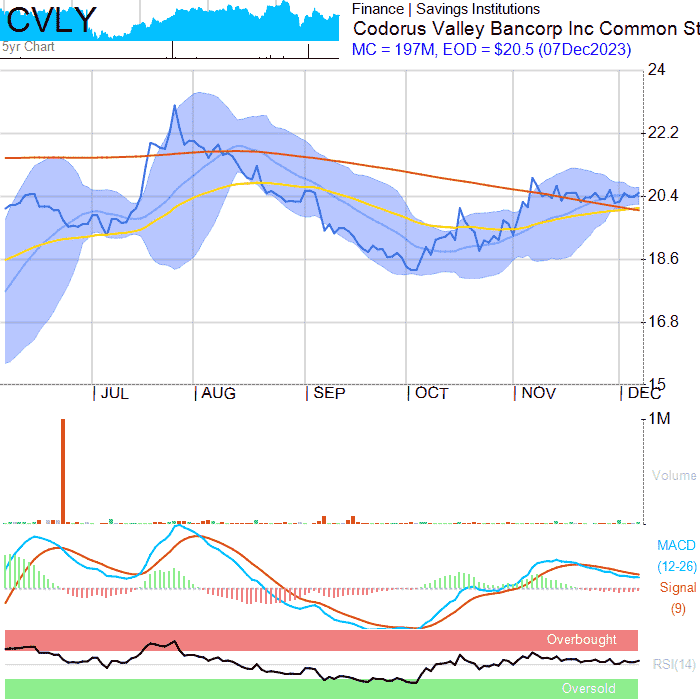 CVLY
5yr Chart
Finance | Savings Institutions
Codorus Valley Bancorp Inc Common St
MC = 197M, EOD = $20.5 (07Dec2023)
24
22.2
20.4
18.6
16.8
15
JUL AUG SEP OCT NOV DEC
1M
Volume
MACD
(12-26)
Signal
(9)
Overbought
RSI(14)
Oversold